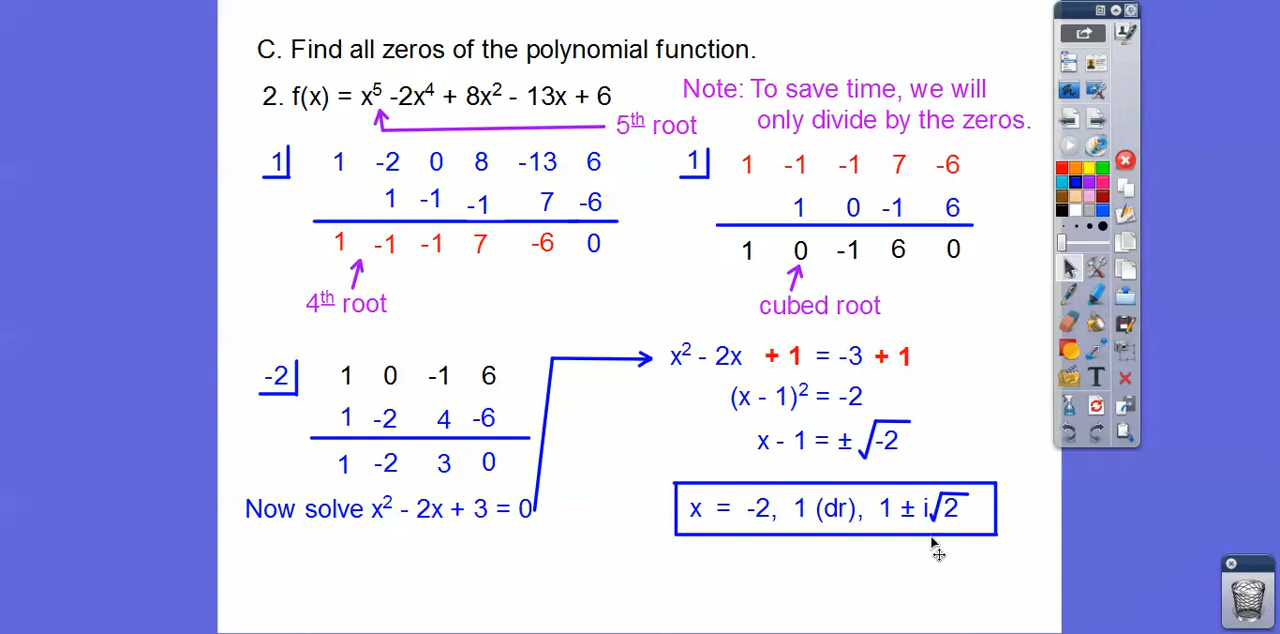 C. Find all zeros of the polynomial function.
2. f(x) = x⁵ -2x⁴ + 8x² - 13x + 6
5th root
1 1 -2 0 8 -13 6
1 -1 -1 7 -6
1 -1 -1 7 -6 0
4th root
Note: To save time, we will
only divide by the zeros.
1 1 -1 -1 7 -6
1 0 -1 6
1 0 -1 6 0
cubed root
-2 1 0 -1 6
1 -2 4 -6
1 -2 3 0
Now solve x² - 2x + 3 = 0
x² - 2x + 1 = -3 + 1
(x - 1)² = -2
x - 1 = ± √-2
x = -2, 1 (dr), 1 ± i√2
T